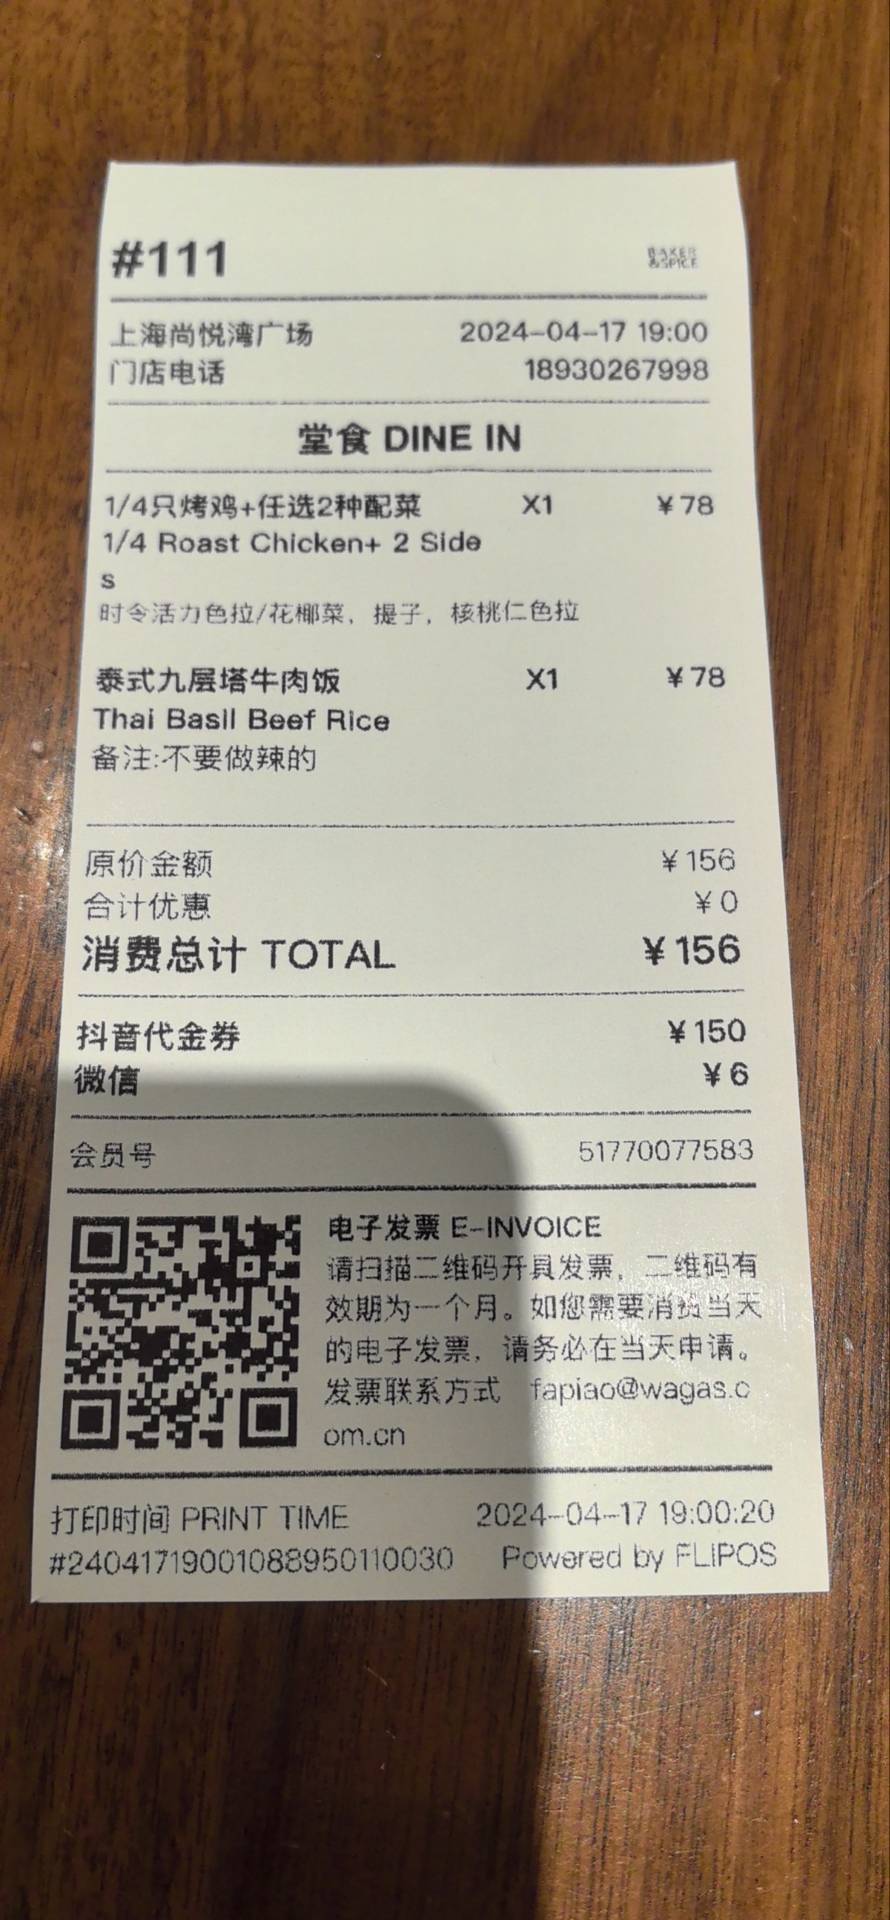 #111
BAKER
&SPICE
上海尚悦湾广场 2024-04-17 19:00
门店电话 18930267998
堂食 DINE IN
1/4只烤鸡+任选2种配菜 X1 ¥78
1/4 Roast Chicken+ 2 Side
s
时令活力色拉/花椰菜，提子，核桃仁色拉
泰式九层塔牛肉饭 X1 ¥78
Thai Basil Beef Rice
备注:不要做辣的
原价金额 ¥156
合计优惠 ¥0
消费总计 TOTAL ¥156
抖音代金券 ¥150
微信 ¥6
会员号 51770077583
电子发票 E-INVOICE
请扫描二维码开具发票，二维码有
效期为一个月。如您需要消费当天
的电子发票，请务必在当天申请。
发票联系方式 fapiao@wagas.c
om.cn
打印时间 PRINT TIME 2024-04-17 19:00:20
#24041719001088950110030 Powered by FLIPOS